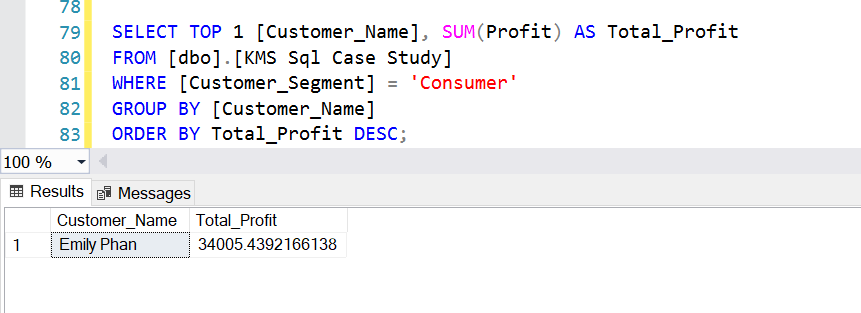 78
79 SELECT TOP 1 [Customer_Name], SUM(Profit) AS Total_Profit
80 FROM [dbo].[KMS Sql Case Study]
81 WHERE [Customer_Segment] = 'Consumer'
82 GROUP BY [Customer_Name]
83 ORDER BY Total_Profit DESC;
100 %
Results Messages
Customer_Name Total_Profit
1 Emily Phan 34005.4392166138